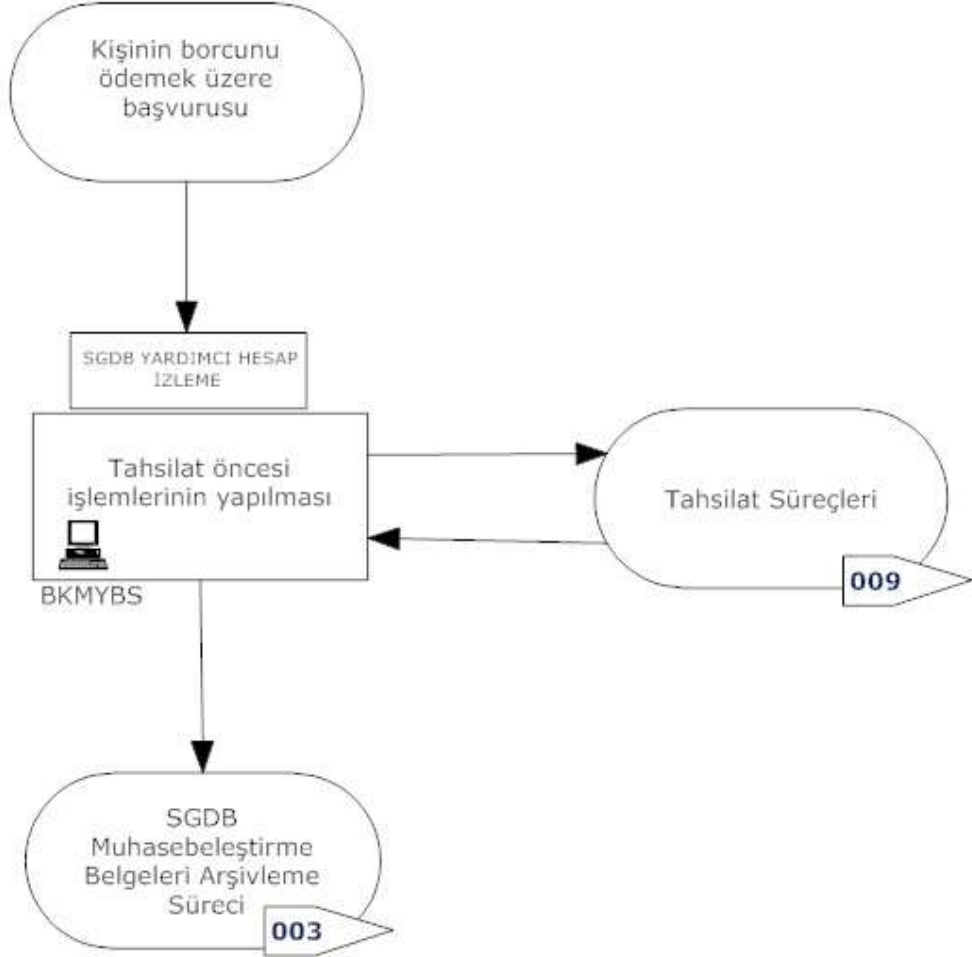 Kişinin borcunu
ödemek üzere
başvurusu
SGDB YARDIMCI HESAP
İZLEME
Tahsilat öncesi
işlemlerinin yapılması
BKMYBS
Tahsilat Süreçleri
009
SGDB
Muhasebeleştirme
Belgeleri Arşivleme
Süreci
003